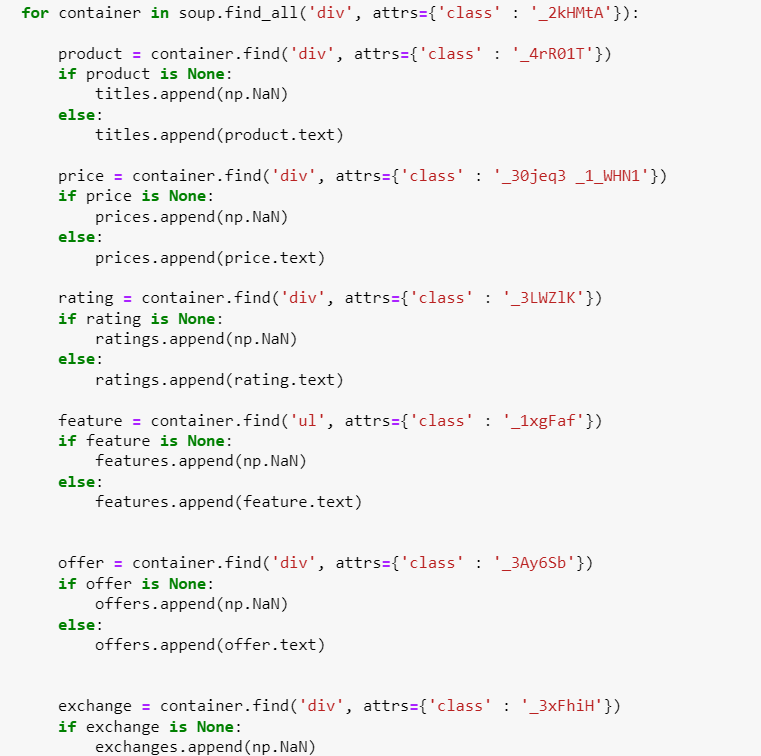 for container in soup.find_all('div', attrs={'class' : '_2kHMtA'}):
product = container.find('div', attrs={'class' : '_4rR01T'})
if product is None:
titles.append(np.NaN)
else:
titles.append(product.text)
price = container.find('div', attrs={'class' : '_30jeq3 _1_WHN1'})
if price is None:
prices.append(np.NaN)
else:
prices.append(price.text)
rating = container.find('div', attrs={'class' : '_3LWZlK'})
if rating is None:
ratings.append(np.NaN)
else:
ratings.append(rating.text)
feature = container.find('ul', attrs={'class' : '_1xgFaf'})
if feature is None:
features.append(np.NaN)
else:
features.append(feature.text)
offer = container.find('div', attrs={'class' : '_3Ay6Sb'})
if offer is None:
offers.append(np.NaN)
else:
offers.append(offer.text)
exchange = container.find('div', attrs={'class' : '_3xFhiH'})
if exchange is None:
exchanges.append(np.NaN)